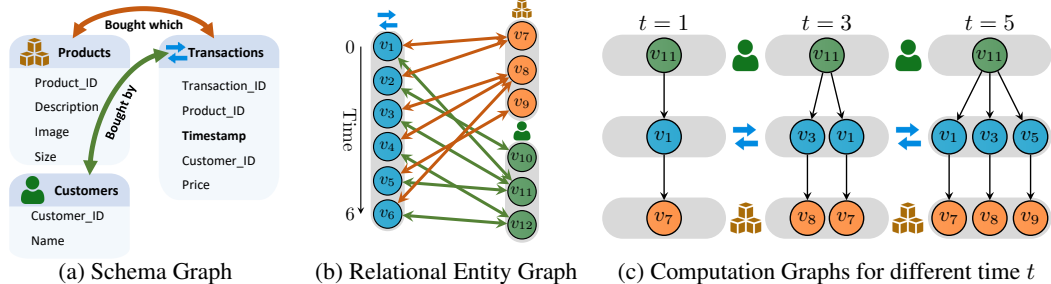 Bought which
Products
Product_ID
Description
Image
Size
Bought by
Transactions
Transaction_ID
Product_ID
Timestamp
Customer_ID
Price
Customers
Customer_ID
Name
(a) Schema Graph
0
Time
6
v1
v2
v3
v4
v5
v6
v7
v8
v9
v10
v11
v12
(b) Relational Entity Graph
t = 1
t = 3
t = 5
v11
v11
v11
v1
v3
v1
v1
v3
v5
v7
v8
v7
v7
v8
v9
(c) Computation Graphs for different time t